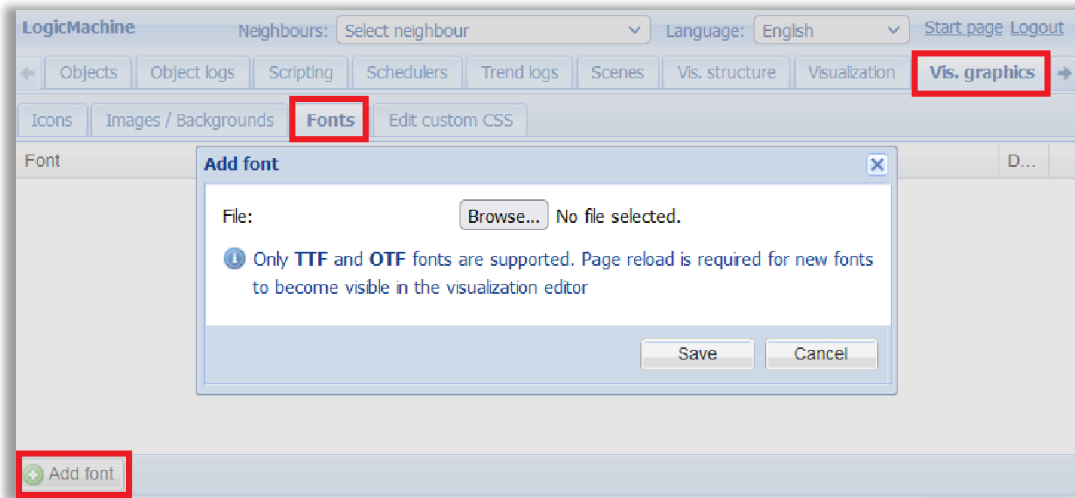 LogicMachine Neighbours: Select neighbour Language: English Start page Logout
Objects Object logs Scripting Schedulers Trend logs Scenes Vis. structure Visualization Vis. graphics
Icons Images / Backgrounds Fonts Edit custom CSS
Font D...
Add font
File: Browse... No file selected.
Only TTF and OTF fonts are supported. Page reload is required for new fonts
to become visible in the visualization editor
Save Cancel
Add font